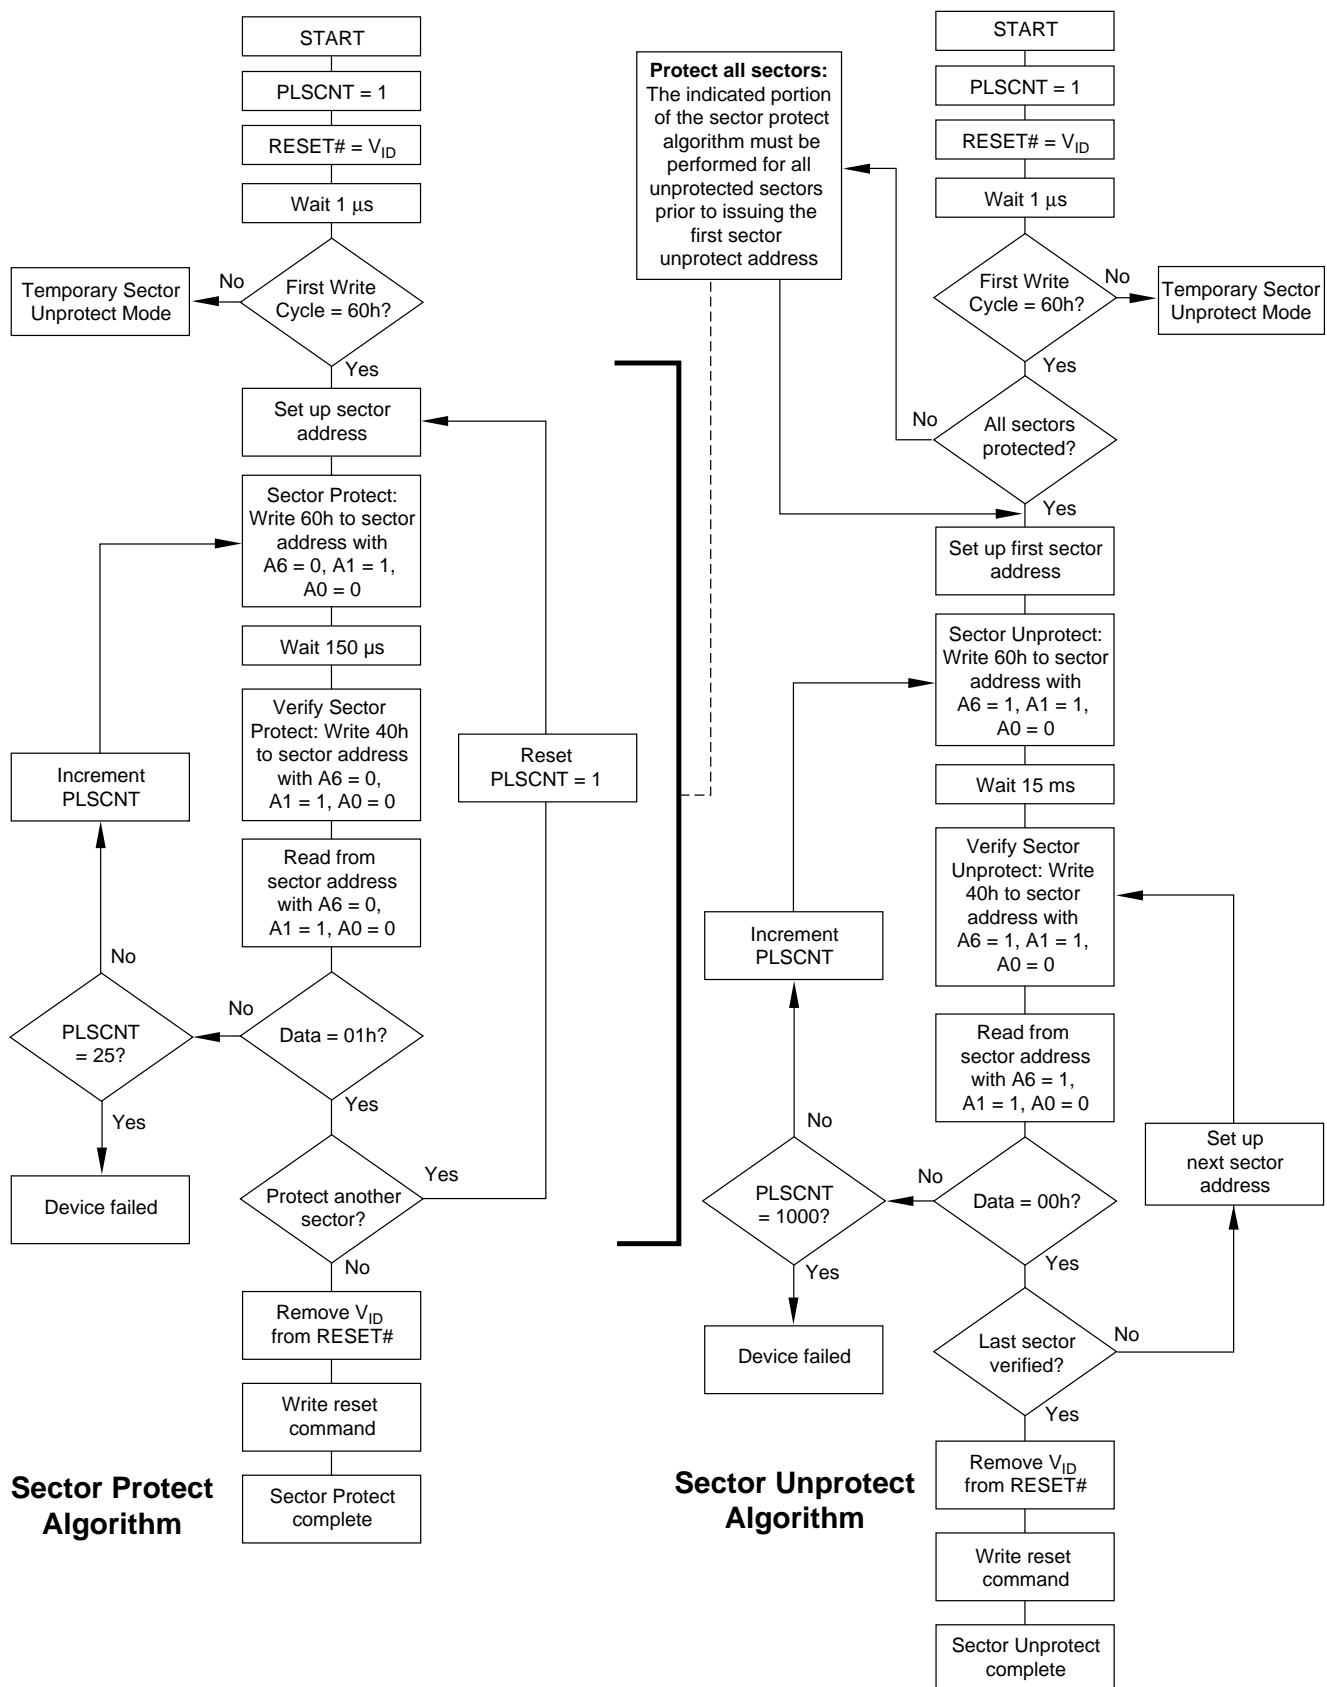 START
PLSCNT = 1
RESET# = VID
Wait 1 μs
First Write
Cycle = 60h?
No
Temporary Sector
Unprotect Mode
Yes
Set up sector
address
Sector Protect:
Write 60h to sector
address with
A6 = 0, A1 = 1,
A0 = 0
Wait 150 µs
Verify Sector
Protect: Write 40h
to sector address
with A6 = 0,
A1 = 1, A0 = 0
Reset
PLSCNT = 1
Increment
PLSCNT
Read from
sector address
with A6 = 0,
A1 = 1, A0 = 0
No
No
PLSCNT
= 25?
Data = 01h?
Yes
Yes
Device failed
Protect another
sector?
Yes
No
Remove VID
from RESET#
Write reset
command
Sector Protect
complete
Sector Protect
Algorithm
Protect all sectors:
The indicated portion
of the sector protect
algorithm must be
performed for all
unprotected sectors
prior to issuing the
first sector
unprotect address
START
PLSCNT = 1
RESET# = VID
Wait 1 μs
First Write
Cycle = 60h?
No
Temporary Sector
Unprotect Mode
Yes
No
All sectors
protected?
Yes
Set up first sector
address
Sector Unprotect:
Write 60h to sector
address with
A6 = 1, A1 = 1,
A0 = 0
Wait 15 ms
Verify Sector
Unprotect: Write
40h to sector
address with
A6 = 1, A1 = 1,
A0 = 0
Increment
PLSCNT
Read from
sector address
with A6 = 1,
A1 = 1, A0 = 0
No
No
PLSCNT
= 1000?
Data = 00h?
Set up
next sector
address
Yes
Yes
Device failed
Last sector
verified?
No
Yes
Remove VID
from RESET#
Write reset
command
Sector Unprotect
complete
Sector Unprotect
Algorithm